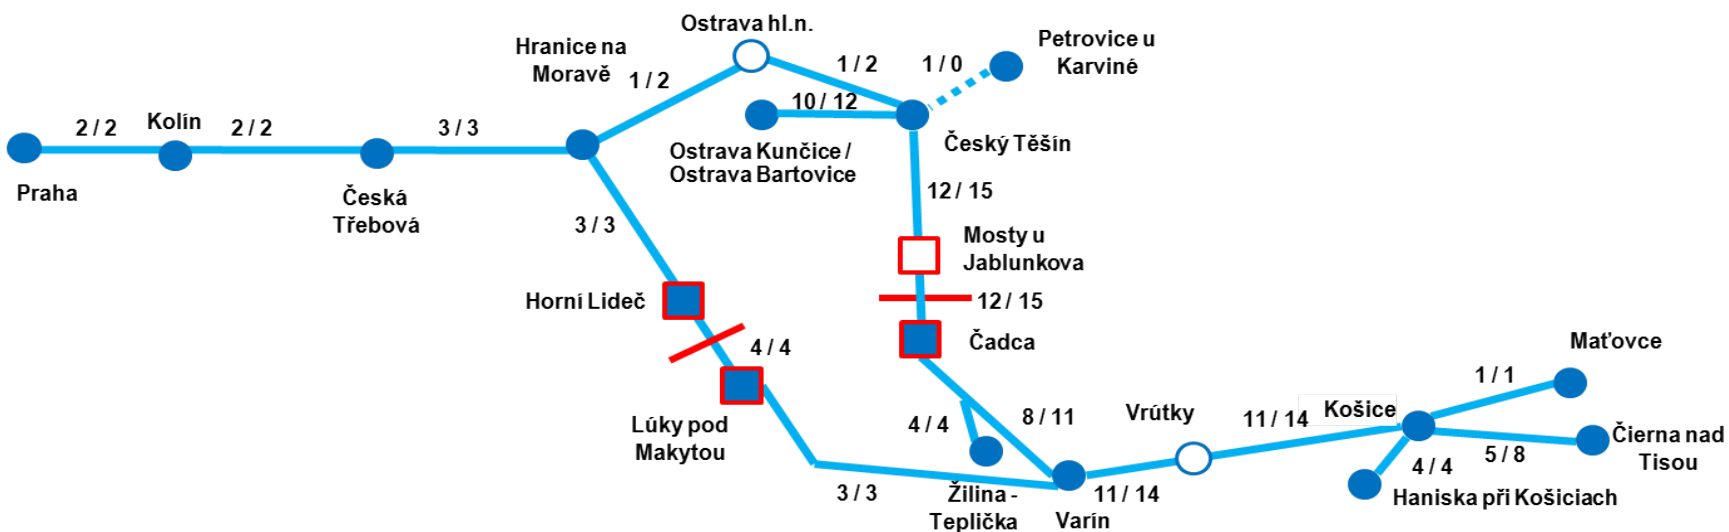 Ostrava hl.n.
Hranice na
Moravě
Petrovice u
Karviné
1 / 2
1 / 2
1 / 0
10 / 12
Kolín
2 / 2
2 / 2
3 / 3
Český Těšín
Ostrava Kunčice /
Ostrava Bartovice
Praha
Česká
Třebová
12 / 15
3 / 3
Mosty u
Jablunkova
Horní Lideč
12 / 15
4 / 4
Čadca
Maťovce
1 / 1
Lúky pod
Makytou
4 / 4
8 / 11
Vrútky
11 / 14
Košice
Čierna nad
Tisou
5 / 8
4 / 4
Haniska při Košiciach
3 / 3
Žilina -
Teplička
11 / 14
Varín